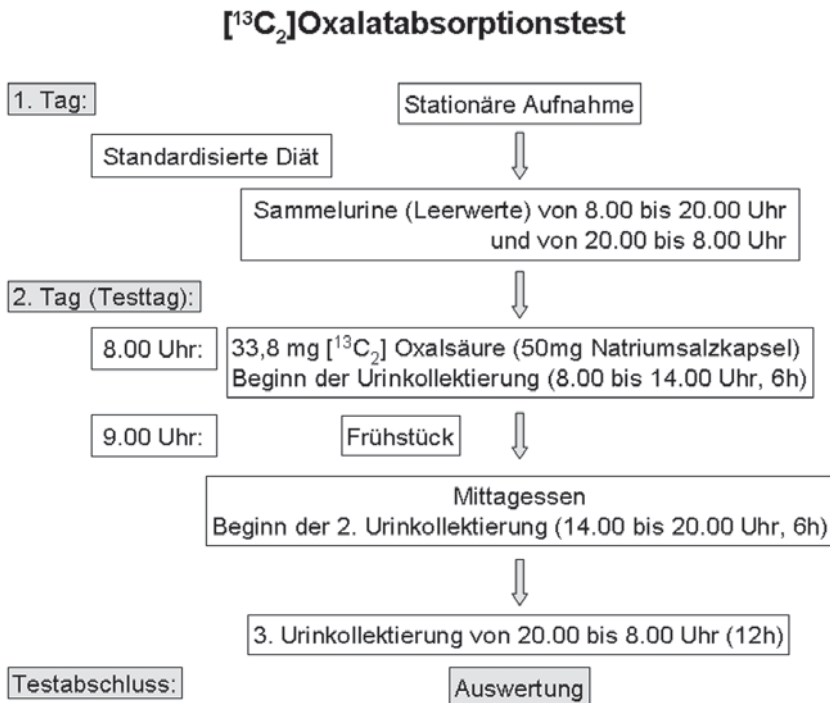 [¹³C₂]Oxalatabsorptionstest
1. Tag:
Stationäre Aufnahme
Standardisierte Diät
Sammelurine (Leerwerte) von 8.00 bis 20.00 Uhr
und von 20.00 bis 8.00 Uhr
2. Tag (Testtag):
8.00 Uhr:
33,8 mg [¹³C₂] Oxalsäure (50mg Natriumsalzkapsel)
Beginn der Urinkollektierung (8.00 bis 14.00 Uhr, 6h)
9.00 Uhr:
Frühstück
Mittagessen
Beginn der 2. Urinkollektierung (14.00 bis 20.00 Uhr, 6h)
3. Urinkollektierung von 20.00 bis 8.00 Uhr (12h)
Testabschluss:
Auswertung